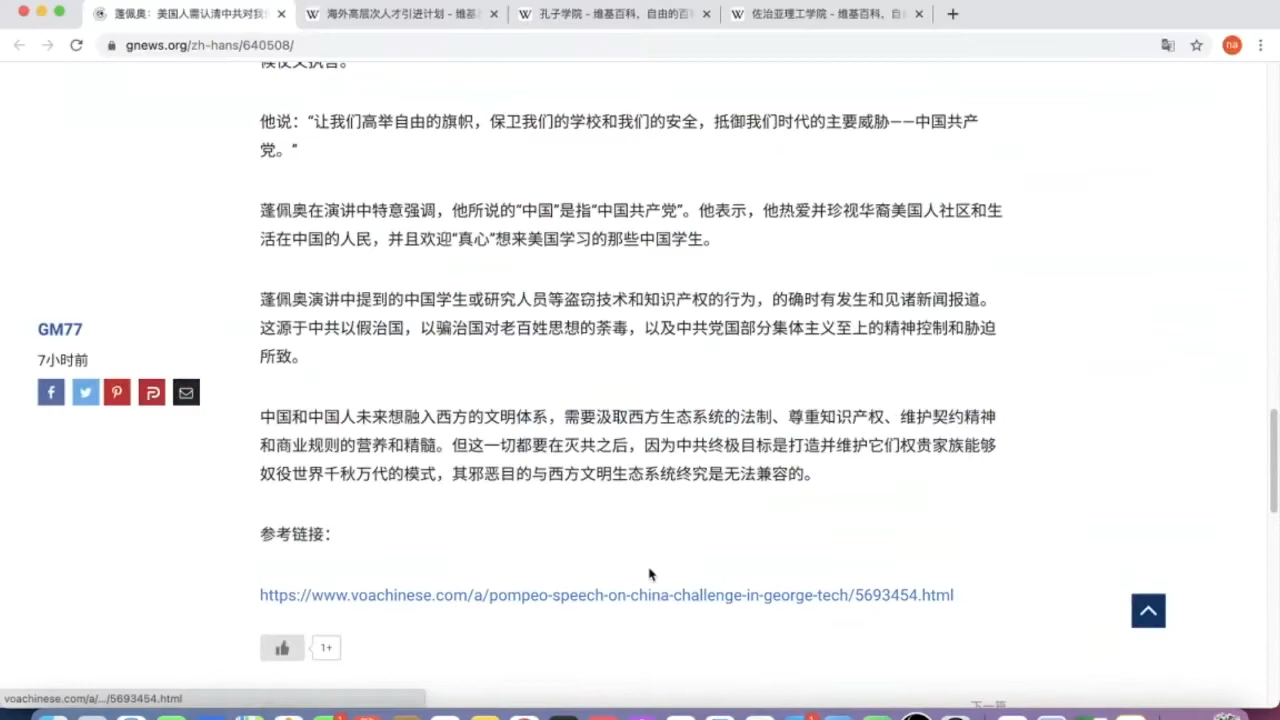 蓬佩奥：美国人需认清中共对我
海外高层次人才引进计划 - 维基
孔子学院 - 维基百科，自由的百
佐治亚理工学院 - 维基百科，自
gnews.org/zh-hans/640508/
na
他说：“让我们高举自由的旗帜，保卫我们的学校和我们的安全，抵御我们时代的主要威胁——中国共产
党。”
蓬佩奥在演讲中特意强调，他所说的“中国”是指“中国共产党”。他表示，他热爱并珍视华裔美国人社区和生
活在中国的人民，并且欢迎“真心”想来美国学习的那些中国学生。
蓬佩奥演讲中提到的中国学生或研究人员等盗窃技术和知识产权的行为，的确时有发生和见诸新闻报道。
这源于中共以假治国，以骗治国对老百姓思想的荼毒，以及中共党国部分集体主义至上的精神控制和胁迫
所致。
GM77
7小时前
中国和中国人未来想融入西方的文明体系，需要汲取西方生态系统的法制、尊重知识产权、维护契约精神
和商业规则的营养和精髓。但这一切都要在灭共之后，因为中共终极目标是打造并维护它们权贵家族能够
奴役世界千秋万代的模式，其邪恶目的与西方文明生态系统终究是无法兼容的。
参考链接：
https://www.voachinese.com/a/pompeo-speech-on-china-challenge-in-george-tech/5693454.html
1+
voachinese.com/a/.../5693454.html